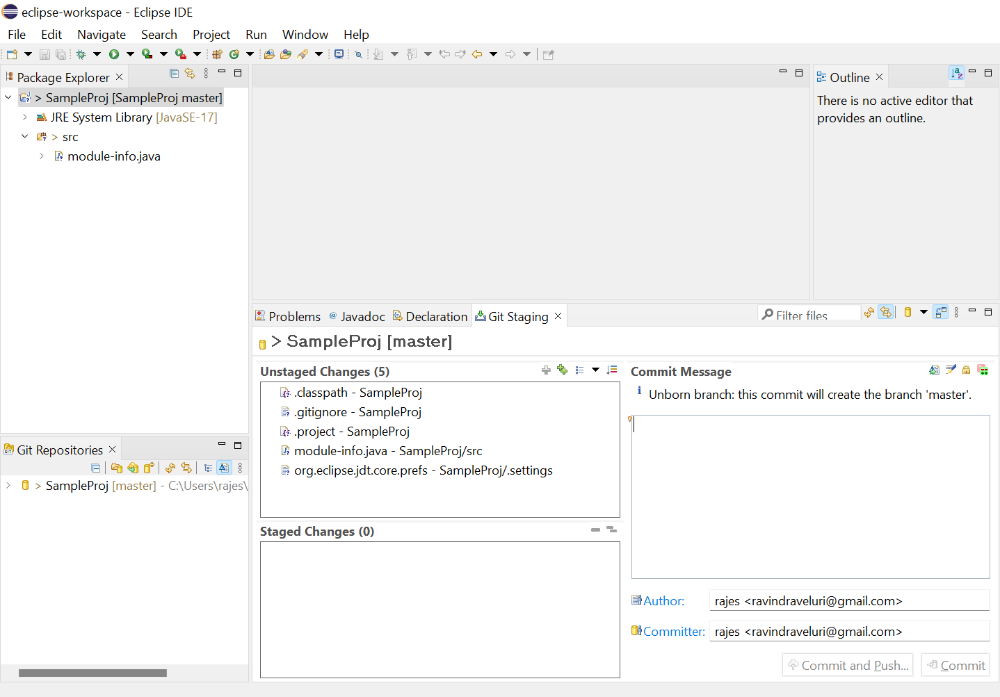 eclipse-workspace - Eclipse IDE
File Edit Navigate Search Project Run Window Help
Package Explorer
> SampleProj [SampleProj master]
JRE System Library [JavaSE-17]
> src
module-info.java
Outline
There is no active editor that
provides an outline.
Git Repositories
> SampleProj [master] - C:\Users\rajes\
Problems @ Javadoc Declaration Git Staging
Filter files
> SampleProj [master]
Unstaged Changes (5)
.classpath - SampleProj
.gitignore - SampleProj
.project - SampleProj
module-info.java - SampleProj/src
org.eclipse.jdt.core.prefs - SampleProj/.settings
Staged Changes (0)
Commit Message
Unborn branch: this commit will create the branch 'master'.
Author: rajes <ravindraveluri@gmail.com>
Committer: rajes <ravindraveluri@gmail.com>
Commit and Push... Commit